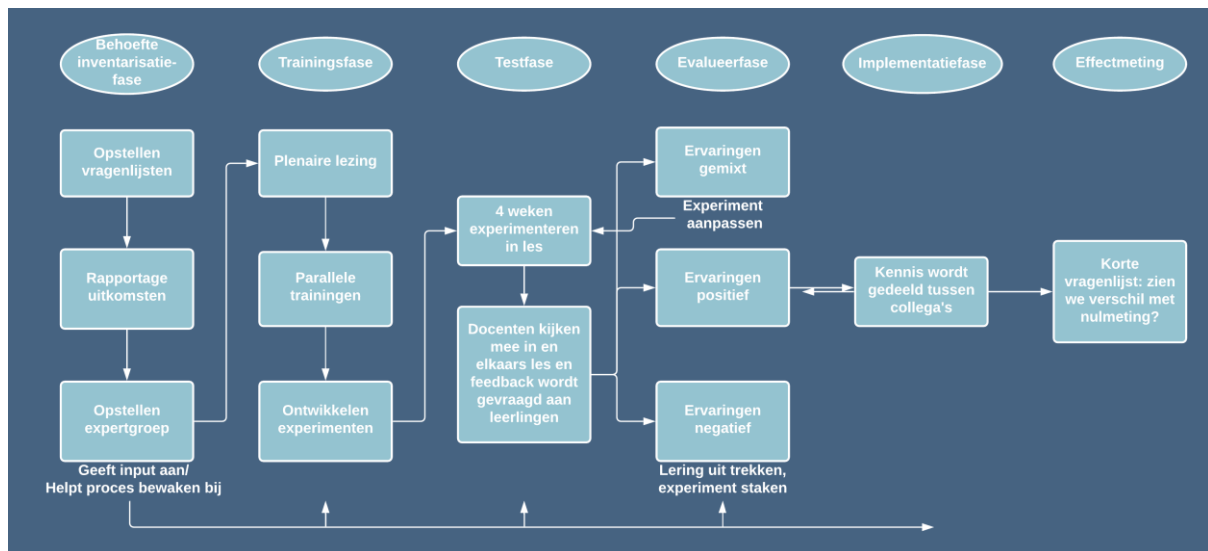 Behoefte
inventarisatie-
fase
Trainingsfase
Testfase
Evalueerfase
Implementatiefase
Effectmeting
Opstellen
vragenlijsten
Rapportage
uitkomsten
Opstellen
expertgroep
Geeft input aan/
Helpt proces bewaken bij
Plenaire lezing
Parallele
trainingen
Ontwikkelen
experimenten
4 weken
experimenteren
in les
Docenten kijken
mee in en
elkaars les en
feedback wordt
gevraagd aan
leerlingen
Ervaringen
gemixt
Experiment
aanpassen
Ervaringen
positief
Ervaringen
negatief
Lering uit trekken,
experiment staken
Kennis wordt
gedeeld tussen
collega's
Korte
vragenlijst: zien
we verschil met
nulmeting?